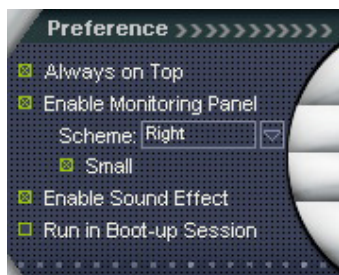 Preference >>>>>>>>>>>
Always on Top
Enable Monitoring Panel
Scheme: Right
Small
Enable Sound Effect
Run in Boot-up Session